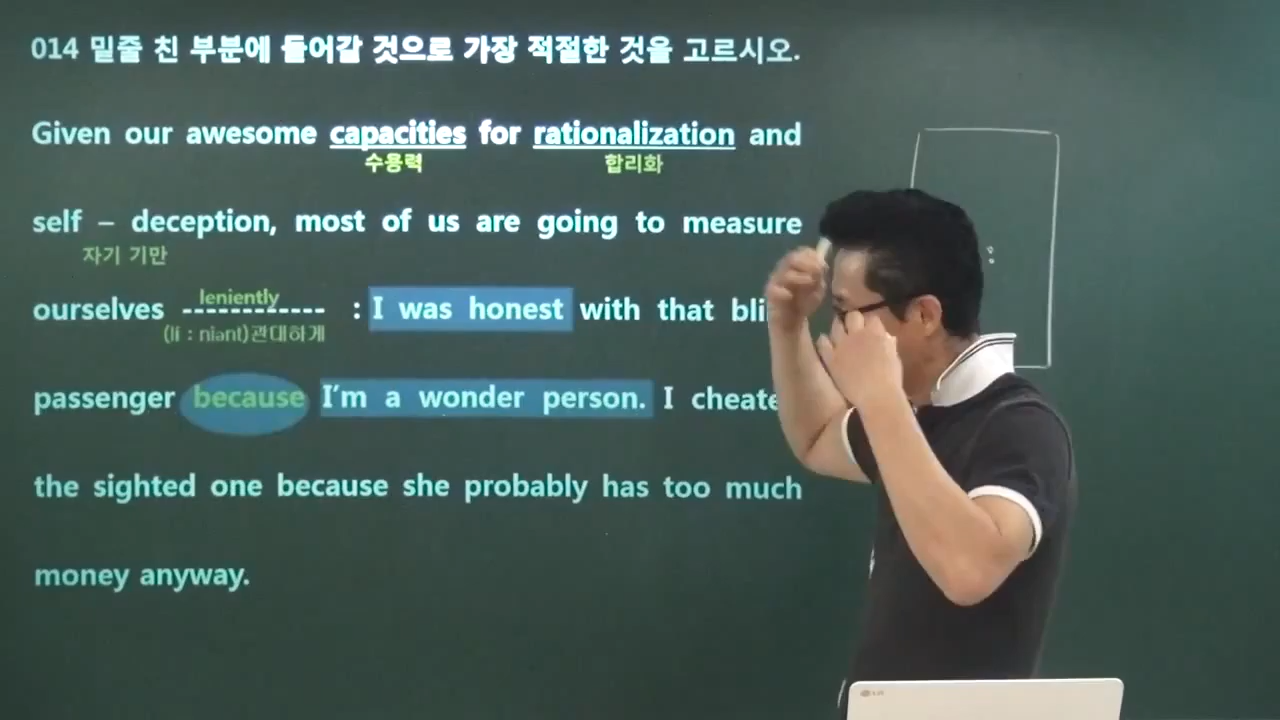 014 밑줄 친 부분에 들어갈 것으로 가장 적절한 것을 고르시오.
Given our awesome capacities for rationalization and
수용력 합리화
self – deception, most of us are going to measure
자기 기만
leniently
ourselves ------------ : I was honest with that
(li : niənt)관대하게
passenger because I'm a wonder person. I
the sighted one because she probably has too much
money anyway.
: